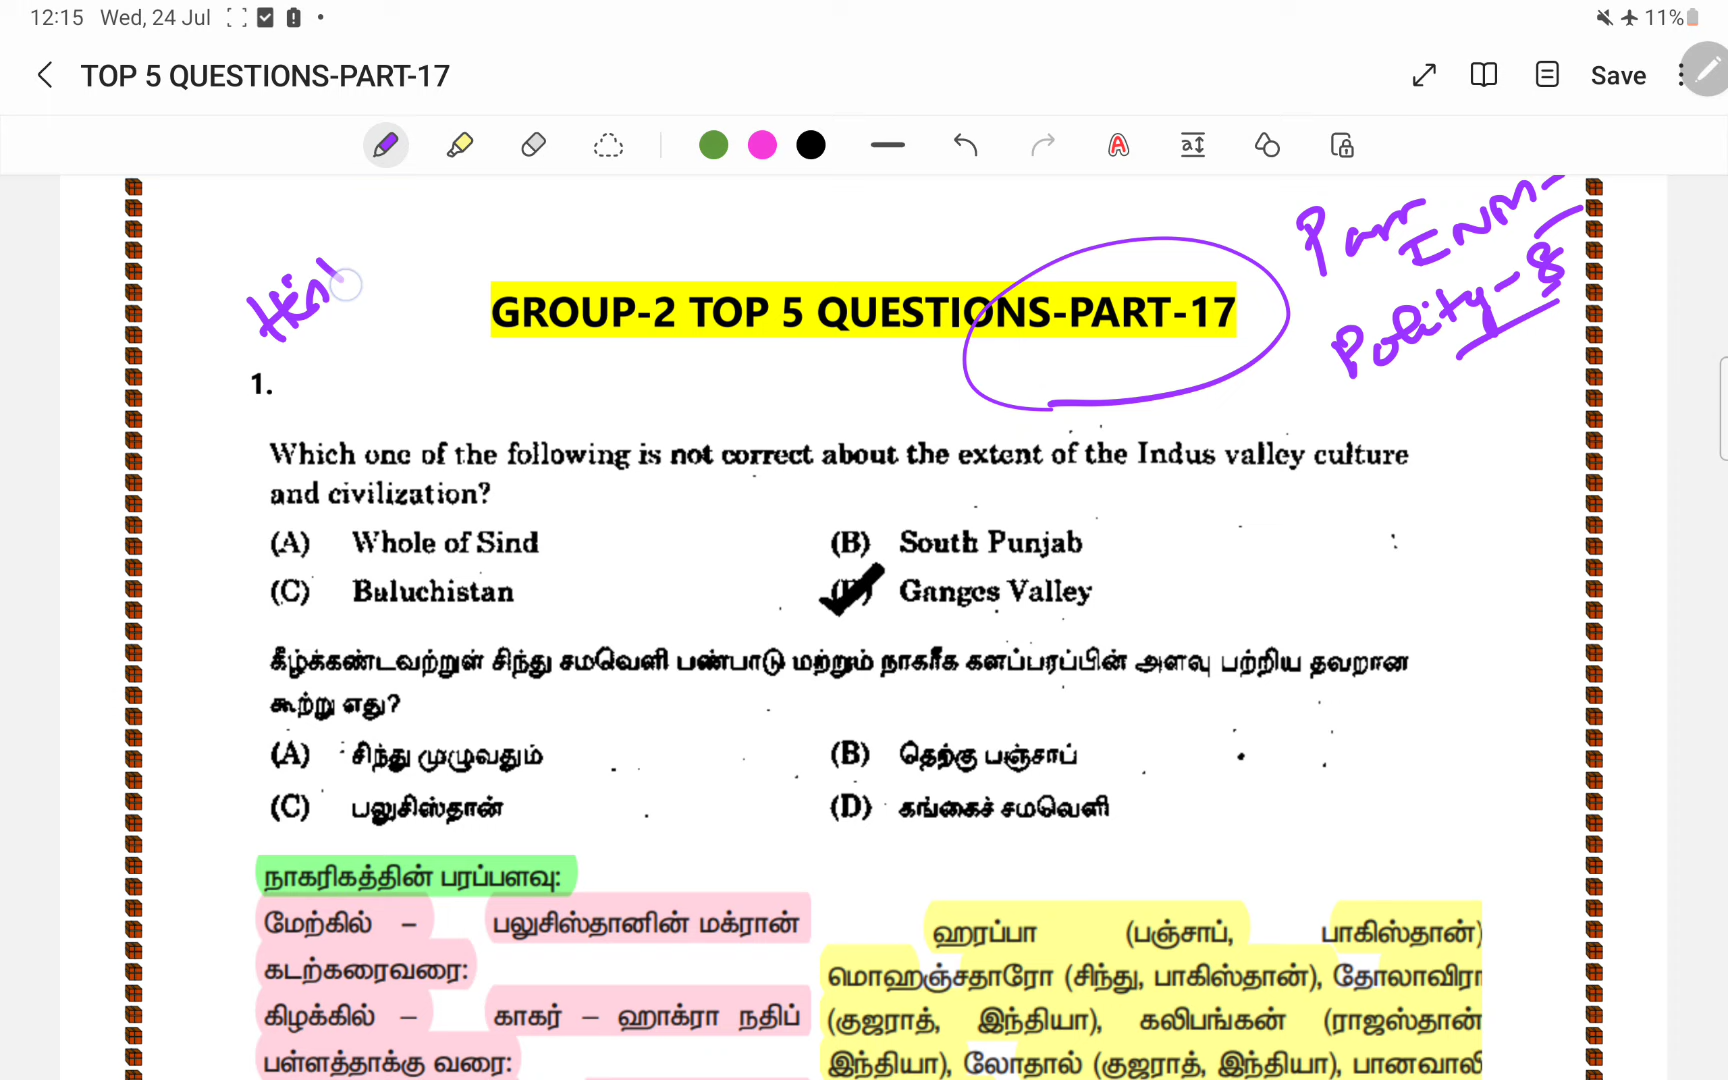 12:15 Wed, 24 Jul
11%
TOP 5 QUESTIONS-PART-17
Save
INM-
Polity-8
GROUP-2 TOP 5 QUESTIONS-PART-17
1.
Which one of the following is not correct about the extent of the Indus valley culture
and civilization?
(A) Whole of Sind (B) South Punjab
(C) Baluchistan Ganges Valley
கீழ்க்கண்டவற்றுள் சிந்து சமவெளி பண்பாடு மற்றும் நாகரீக களப்பரப்பின் அளவு பற்றிய தவறான
கூற்று எது?
(A) சிந்து முழுவதும் (B) தெற்கு பஞ்சாப்
(C) பலுசிஸ்தான் (D) கங்கைச் சமவெளி
நாகரிகத்தின் பரப்பளவு:
மேற்கில் – பலுசிஸ்தானின் மக்ரான்
கடற்கரைவரை:
கிழக்கில் – காகர் – ஹாக்ரா நதிப்
பள்ளத்தாக்கு வரை:
ஹரப்பா (பஞ்சாப், பாகிஸ்தான்)
மொஹஞ்சதாரோ (சிந்து, பாகிஸ்தான்), தோலாவிரா
(குஜராத், இந்தியா), கலிபங்கன் (ராஜஸ்தான்
இந்தியா), லோதால் (குஜராத், இந்தியா), பானவாலி